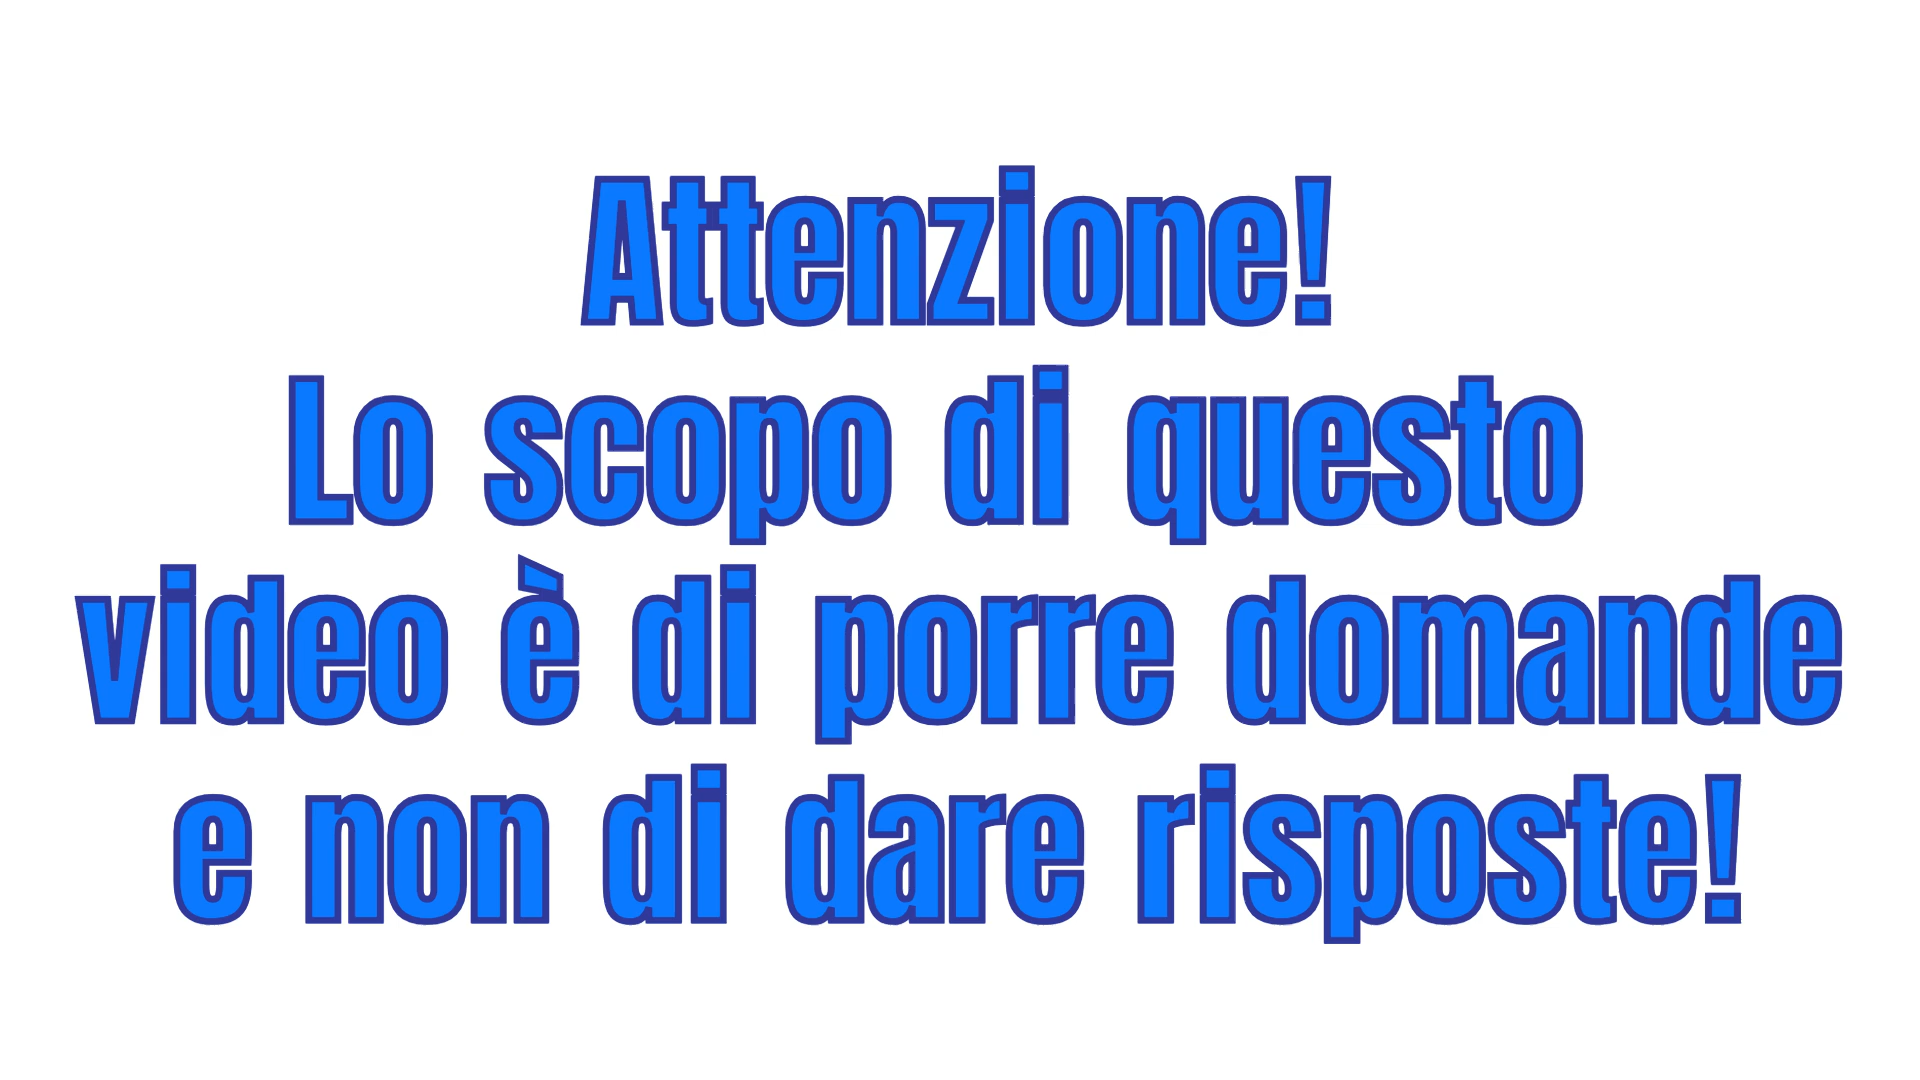 Attenzione!
Lo scopo di questo
video è di porre domande
e non di dare risposte!